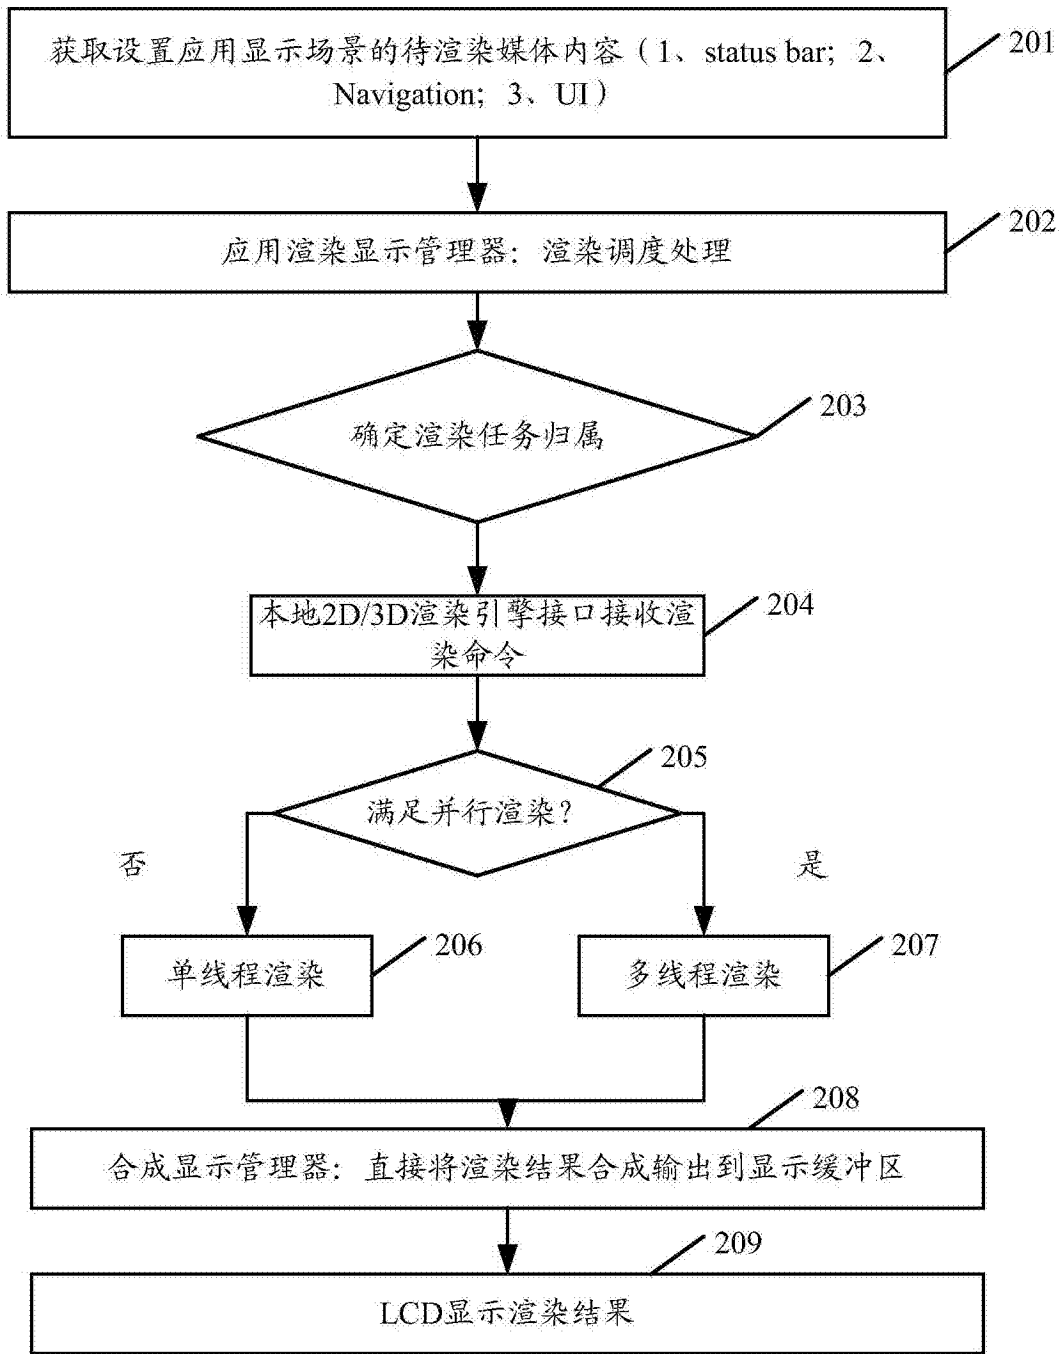 获取设置应用显示场景的待渲染媒体内容（1、status bar；2、
Navigation；3、UI）
201
应用渲染显示管理器：渲染调度处理
202
确定渲染任务归属
203
本地2D/3D渲染引擎接口接收渲
染命令
204
满足并行渲染？
205
否
是
单线程渲染
206
多线程渲染
207
合成显示管理器：直接将渲染结果合成输出到显示缓冲区
208
LCD显示渲染结果
209